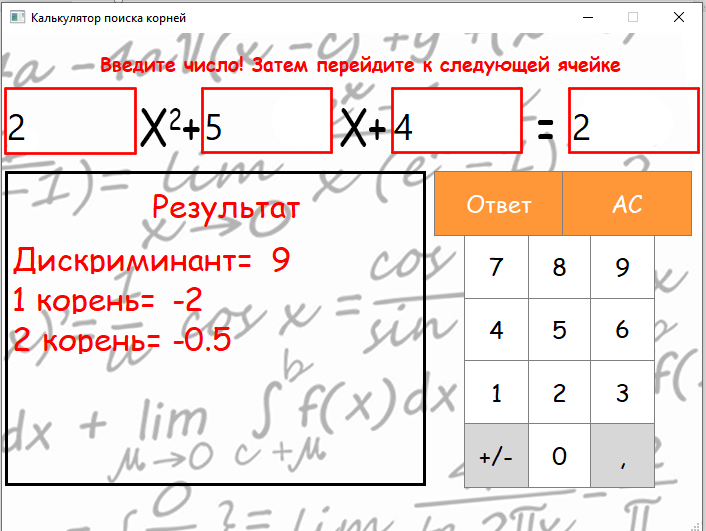 Калькулятор поиска корней
Введите число! Затем перейдите к следующей ячейке
2 X²+ 5 X+ 4 = 2
Результат
Дискриминант= 9
1 корень= -2
2 корень= -0.5
Ответ AC
7 8 9
4 5 6
1 2 3
+/- 0 ,